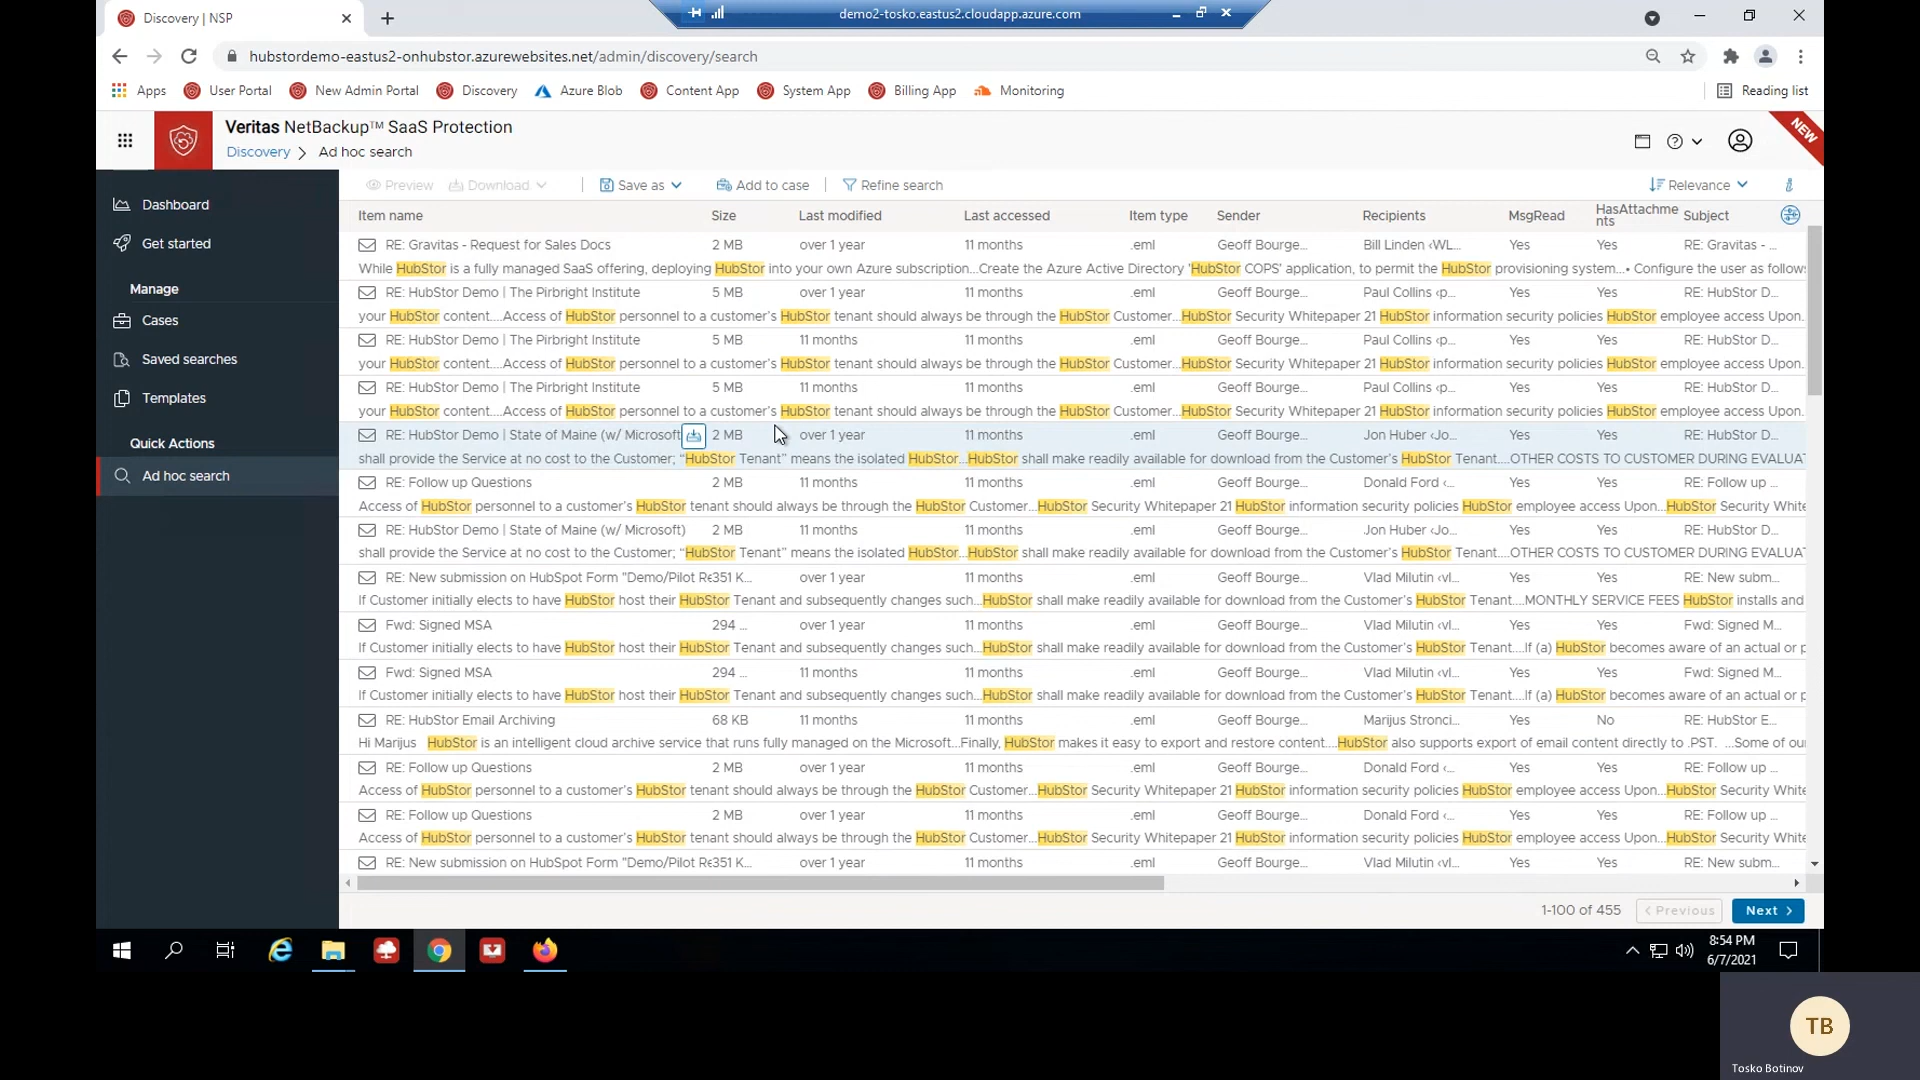 Discovery | NSP
demo2-tosko.eastus2.cloudapp.azure.com
hubstordemo-eastus2-onhubstor.azurewebsites.net/admin/discovery/search
Apps User Portal New Admin Portal Discovery Azure Blob Content App System App Billing App Monitoring Reading list
Veritas NetBackup™ SaaS Protection
NEW
Discovery > Ad hoc search
Dashboard
Get started
Manage
Cases
Saved searches
Templates
Quick Actions
Ad hoc search
Preview Download Save as Add to case Refine search Relevance
Item name Size Last modified Last accessed Item type Sender Recipients MsgRead HasAttachments Subject
RE: Gravitas - Request for Sales Docs 2 MB over 1 year 11 months .eml Geoff Bourge... Bill Linden <WL... Yes Yes RE: Gravitas - ...
While HubStor is a fully managed SaaS offering, deploying HubStor into your own Azure subscription...Create the Azure Active Directory 'HubStor COPS' application, to permit the HubStor provisioning system...• Configure the user as follows
RE: HubStor Demo | The Pirbright Institute 5 MB over 1 year 11 months .eml Geoff Bourge... Paul Collins <p... Yes Yes RE: HubStor D...
your HubStor content....Access of HubStor personnel to a customer's HubStor tenant should always be through the HubStor Customer...HubStor Security Whitepaper 21 HubStor information security policies HubStor employee access Upon.
RE: HubStor Demo | The Pirbright Institute 5 MB 11 months 11 months .eml Geoff Bourge... Paul Collins <p... Yes Yes RE: HubStor D...
your HubStor content....Access of HubStor personnel to a customer's HubStor tenant should always be through the HubStor Customer...HubStor Security Whitepaper 21 HubStor information security policies HubStor employee access Upon.
RE: HubStor Demo | The Pirbright Institute 5 MB 11 months 11 months .eml Geoff Bourge... Paul Collins <p... Yes Yes RE: HubStor D...
your HubStor content....Access of HubStor personnel to a customer's HubStor tenant should always be through the HubStor Customer...HubStor Security Whitepaper 21 HubStor information security policies HubStor employee access Upon.
RE: HubStor Demo | State of Maine (w/ Microsoft 2 MB over 1 year 11 months .eml Geoff Bourge... Jon Huber <Jo... Yes Yes RE: HubStor D...
shall provide the Service at no cost to the Customer; “HubStor Tenant” means the isolated HubStor...HubStor shall make readily available for download from the Customer's HubStor Tenant....OTHER COSTS TO CUSTOMER DURING EVALUAT
RE: Follow up Questions 2 MB 11 months 11 months .eml Geoff Bourge... Donald Ford <... Yes Yes RE: Follow up ...
Access of HubStor personnel to a customer's HubStor tenant should always be through the HubStor Customer...HubStor Security Whitepaper 21 HubStor information security policies HubStor employee access Upon...HubStor Security White
RE: HubStor Demo | State of Maine (w/ Microsoft) 2 MB 11 months 11 months .eml Geoff Bourge... Jon Huber <Jo... Yes Yes RE: HubStor D...
shall provide the Service at no cost to the Customer; “HubStor Tenant” means the isolated HubStor...HubStor shall make readily available for download from the Customer's HubStor Tenant....OTHER COSTS TO CUSTOMER DURING EVALUAT
RE: New submission on HubSpot Form "Demo/Pilot Re 351 K... over 1 year 11 months .eml Geoff Bourge... Vlad Milutin <vl... Yes Yes RE: New subm...
If Customer initially elects to have HubStor host their HubStor Tenant and subsequently changes such...HubStor shall make readily available for download from the Customer's HubStor Tenant....MONTHLY SERVICE FEES HubStor installs and
Fwd: Signed MSA 294 ... over 1 year 11 months .eml Geoff Bourge... Vlad Milutin <vl... Yes Yes Fwd: Signed M...
If Customer initially elects to have HubStor host their HubStor Tenant and subsequently changes such...HubStor shall make readily available for download from the Customer's HubStor Tenant....If (a) HubStor becomes aware of an actual or p
Fwd: Signed MSA 294 ... 11 months 11 months .eml Geoff Bourge... Vlad Milutin <vl... Yes Yes Fwd: Signed M...
If Customer initially elects to have HubStor host their HubStor Tenant and subsequently changes such...HubStor shall make readily available for download from the Customer's HubStor Tenant....If (a) HubStor becomes aware of an actual or p
RE: HubStor Email Archiving 68 KB 11 months 11 months .eml Geoff Bourge... Marijus Stronci... Yes No RE: HubStor E...
Hi Marijus HubStor is an intelligent cloud archive service that runs fully managed on the Microsoft...Finally, HubStor makes it easy to export and restore content....HubStor also supports export of email content directly to .PST. ...Some of our
RE: Follow up Questions 2 MB over 1 year 11 months .eml Geoff Bourge... Donald Ford <... Yes Yes RE: Follow up ...
Access of HubStor personnel to a customer's HubStor tenant should always be through the HubStor Customer...HubStor Security Whitepaper 21 HubStor information security policies HubStor employee access Upon...HubStor Security White
RE: Follow up Questions 2 MB 11 months 11 months .eml Geoff Bourge... Donald Ford <... Yes Yes RE: Follow up ...
Access of HubStor personnel to a customer's HubStor tenant should always be through the HubStor Customer...HubStor Security Whitepaper 21 HubStor information security policies HubStor employee access Upon...HubStor Security White
RE: New submission on HubSpot Form "Demo/Pilot Re 351 K... over 1 year 11 months .eml Geoff Bourge... Vlad Milutin <vl... Yes Yes RE: New subm...
1-100 of 455 < Previous Next >
8:54 PM
6/7/2021
TB
Tosko Botinov